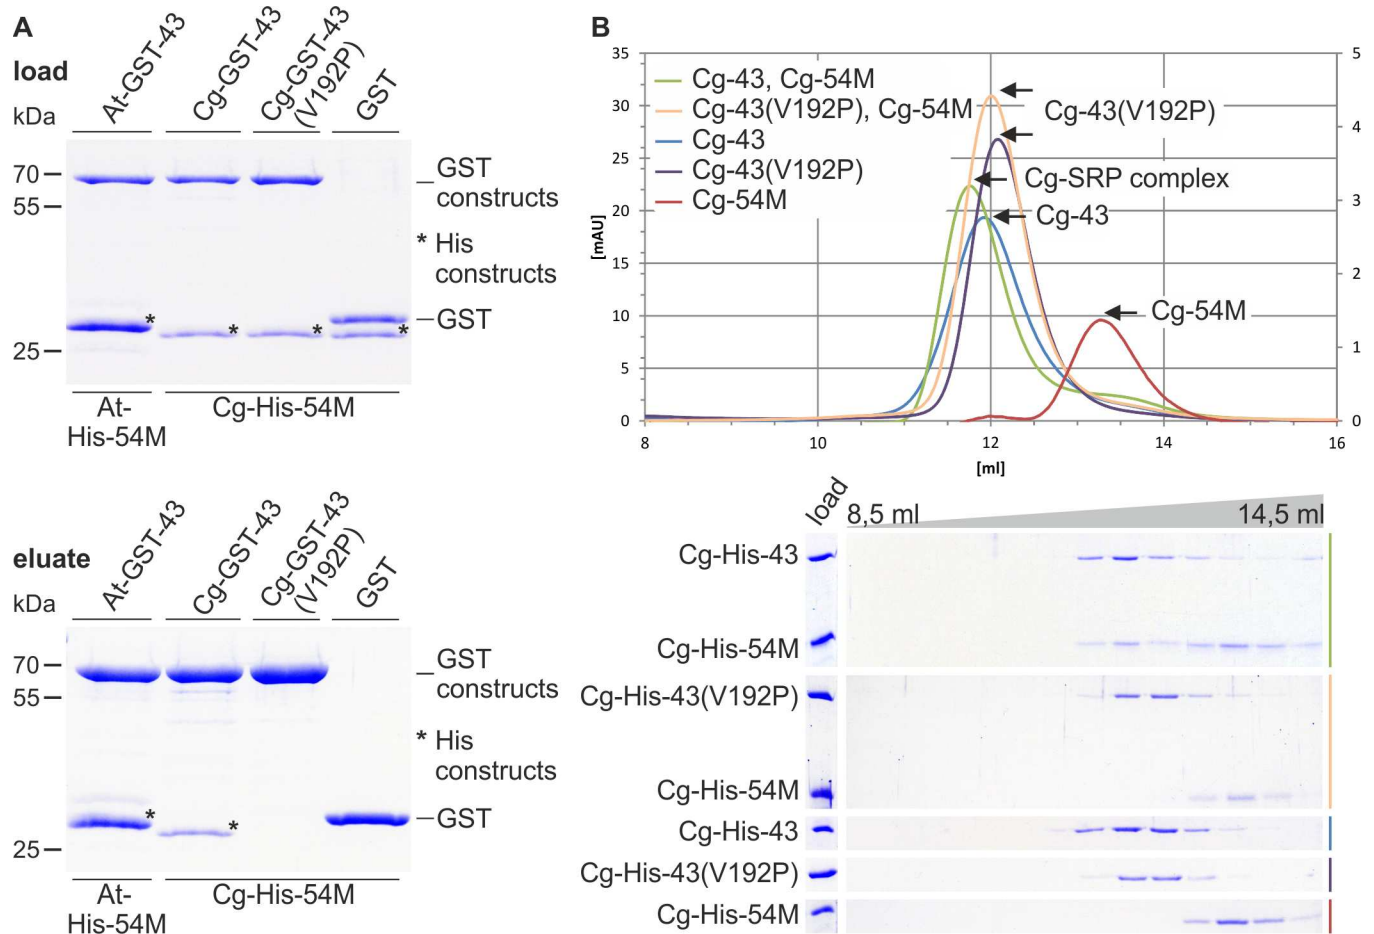 A
load
kDa
At-GST-43
Cg-GST-43
Cg-GST-43
(V192P)
GST
70
55
25
GST
constructs
* His
constructs
GST
*
*
*
*
At-
His-54M
Cg-His-54M
eluate
kDa
At-GST-43
Cg-GST-43
Cg-GST-43
(V192P)
GST
70
55
25
GST
constructs
* His
constructs
GST
*
*
At-
His-54M
Cg-His-54M
B
35
30
25
20
15
10
5
0
[mAU]
5
4
3
2
1
0
8
10
12
14
16
[ml]
Cg-43, Cg-54M
Cg-43(V192P), Cg-54M
Cg-43
Cg-43(V192P)
Cg-54M
Cg-43(V192P)
Cg-SRP complex
Cg-43
Cg-54M
load
8,5 ml
14,5 ml
Cg-His-43
Cg-His-54M
Cg-His-43(V192P)
Cg-His-54M
Cg-His-43
Cg-His-43(V192P)
Cg-His-54M